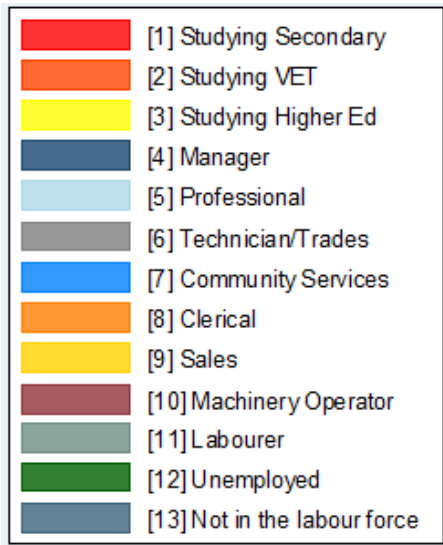 [1] Studying Secondary
[2] Studying VET
[3] Studying Higher Ed
[4] Manager
[5] Professional
[6] Technician/Trades
[7] Community Services
[8] Clerical
[9] Sales
[10] Machinery Operator
[11] Labourer
[12] Unemployed
[13] Not in the labour force